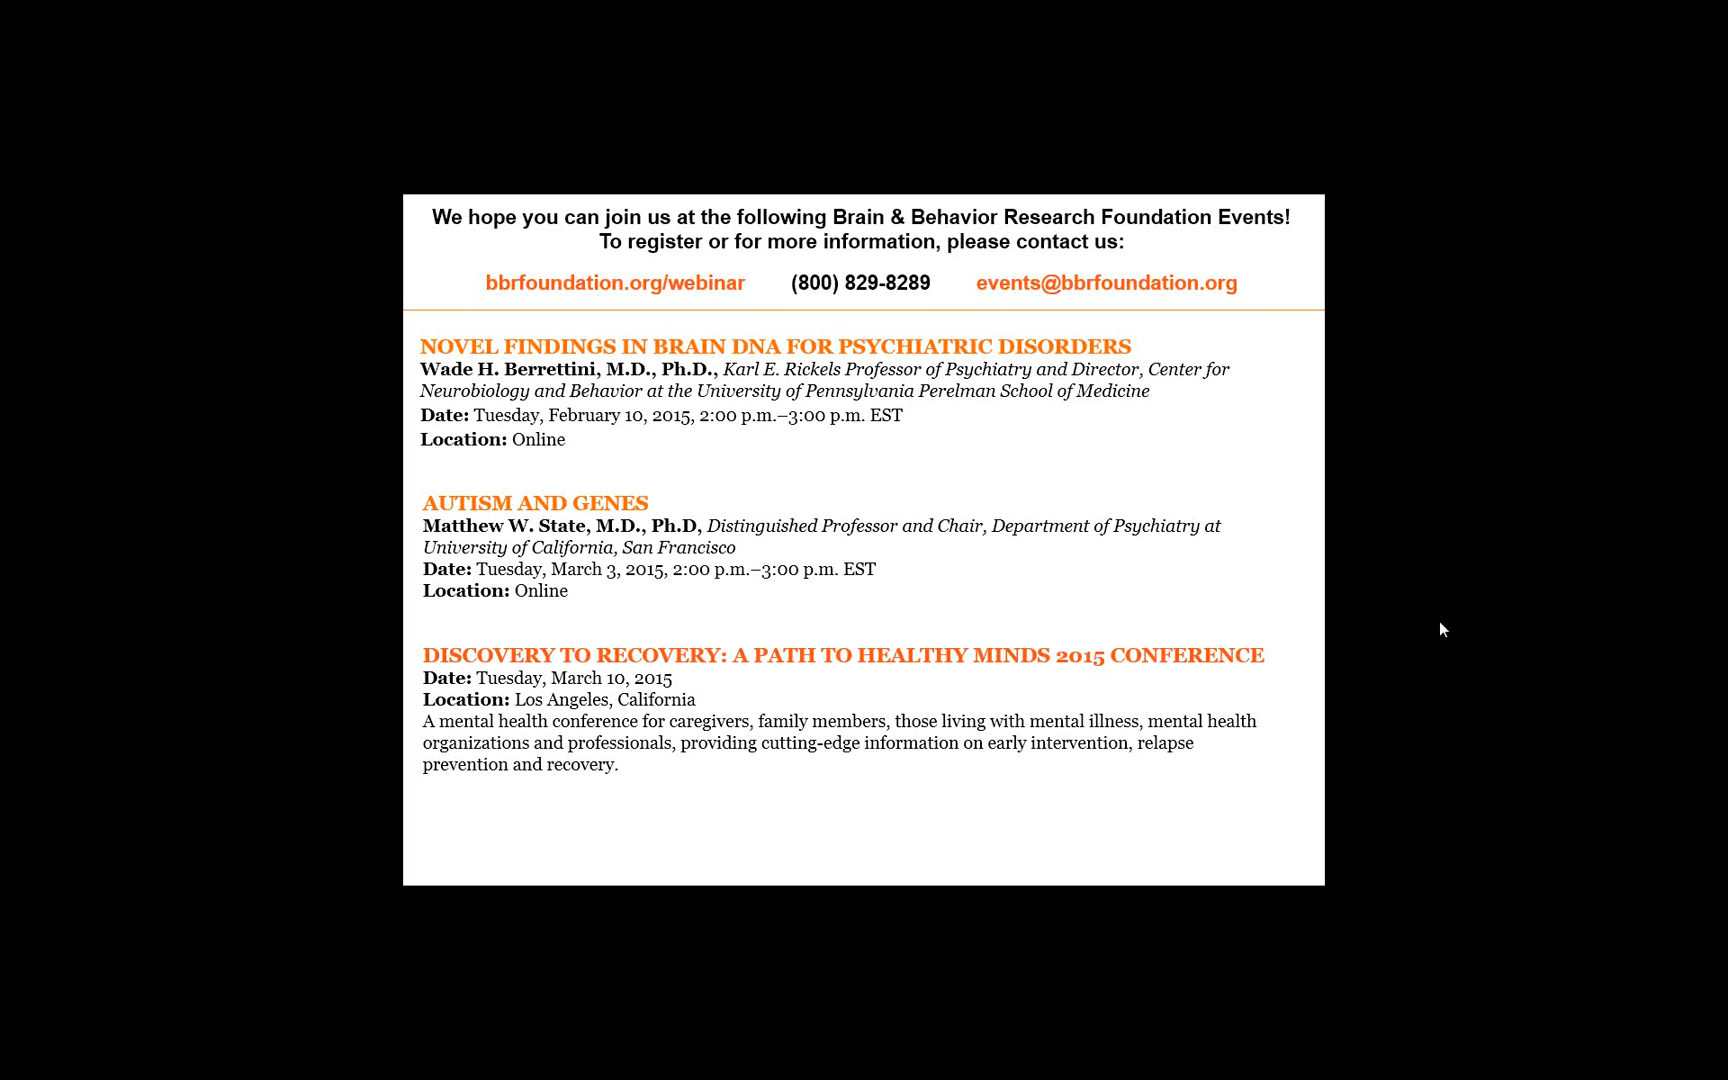 We hope you can join us at the following Brain & Behavior Research Foundation Events!
To register or for more information, please contact us:
bbrfoundation.org/webinar (800) 829-8289 events@bbrfoundation.org
NOVEL FINDINGS IN BRAIN DNA FOR PSYCHIATRIC DISORDERS
Wade H. Berrettini, M.D., Ph.D., Karl E. Rickels Professor of Psychiatry and Director, Center for
Neurobiology and Behavior at the University of Pennsylvania Perelman School of Medicine
Date: Tuesday, February 10, 2015, 2:00 p.m.–3:00 p.m. EST
Location: Online
AUTISM AND GENES
Matthew W. State, M.D., Ph.D, Distinguished Professor and Chair, Department of Psychiatry at
University of California, San Francisco
Date: Tuesday, March 3, 2015, 2:00 p.m.–3:00 p.m. EST
Location: Online
DISCOVERY TO RECOVERY: A PATH TO HEALTHY MINDS 2015 CONFERENCE
Date: Tuesday, March 10, 2015
Location: Los Angeles, California
A mental health conference for caregivers, family members, those living with mental illness, mental health
organizations and professionals, providing cutting-edge information on early intervention, relapse
prevention and recovery.